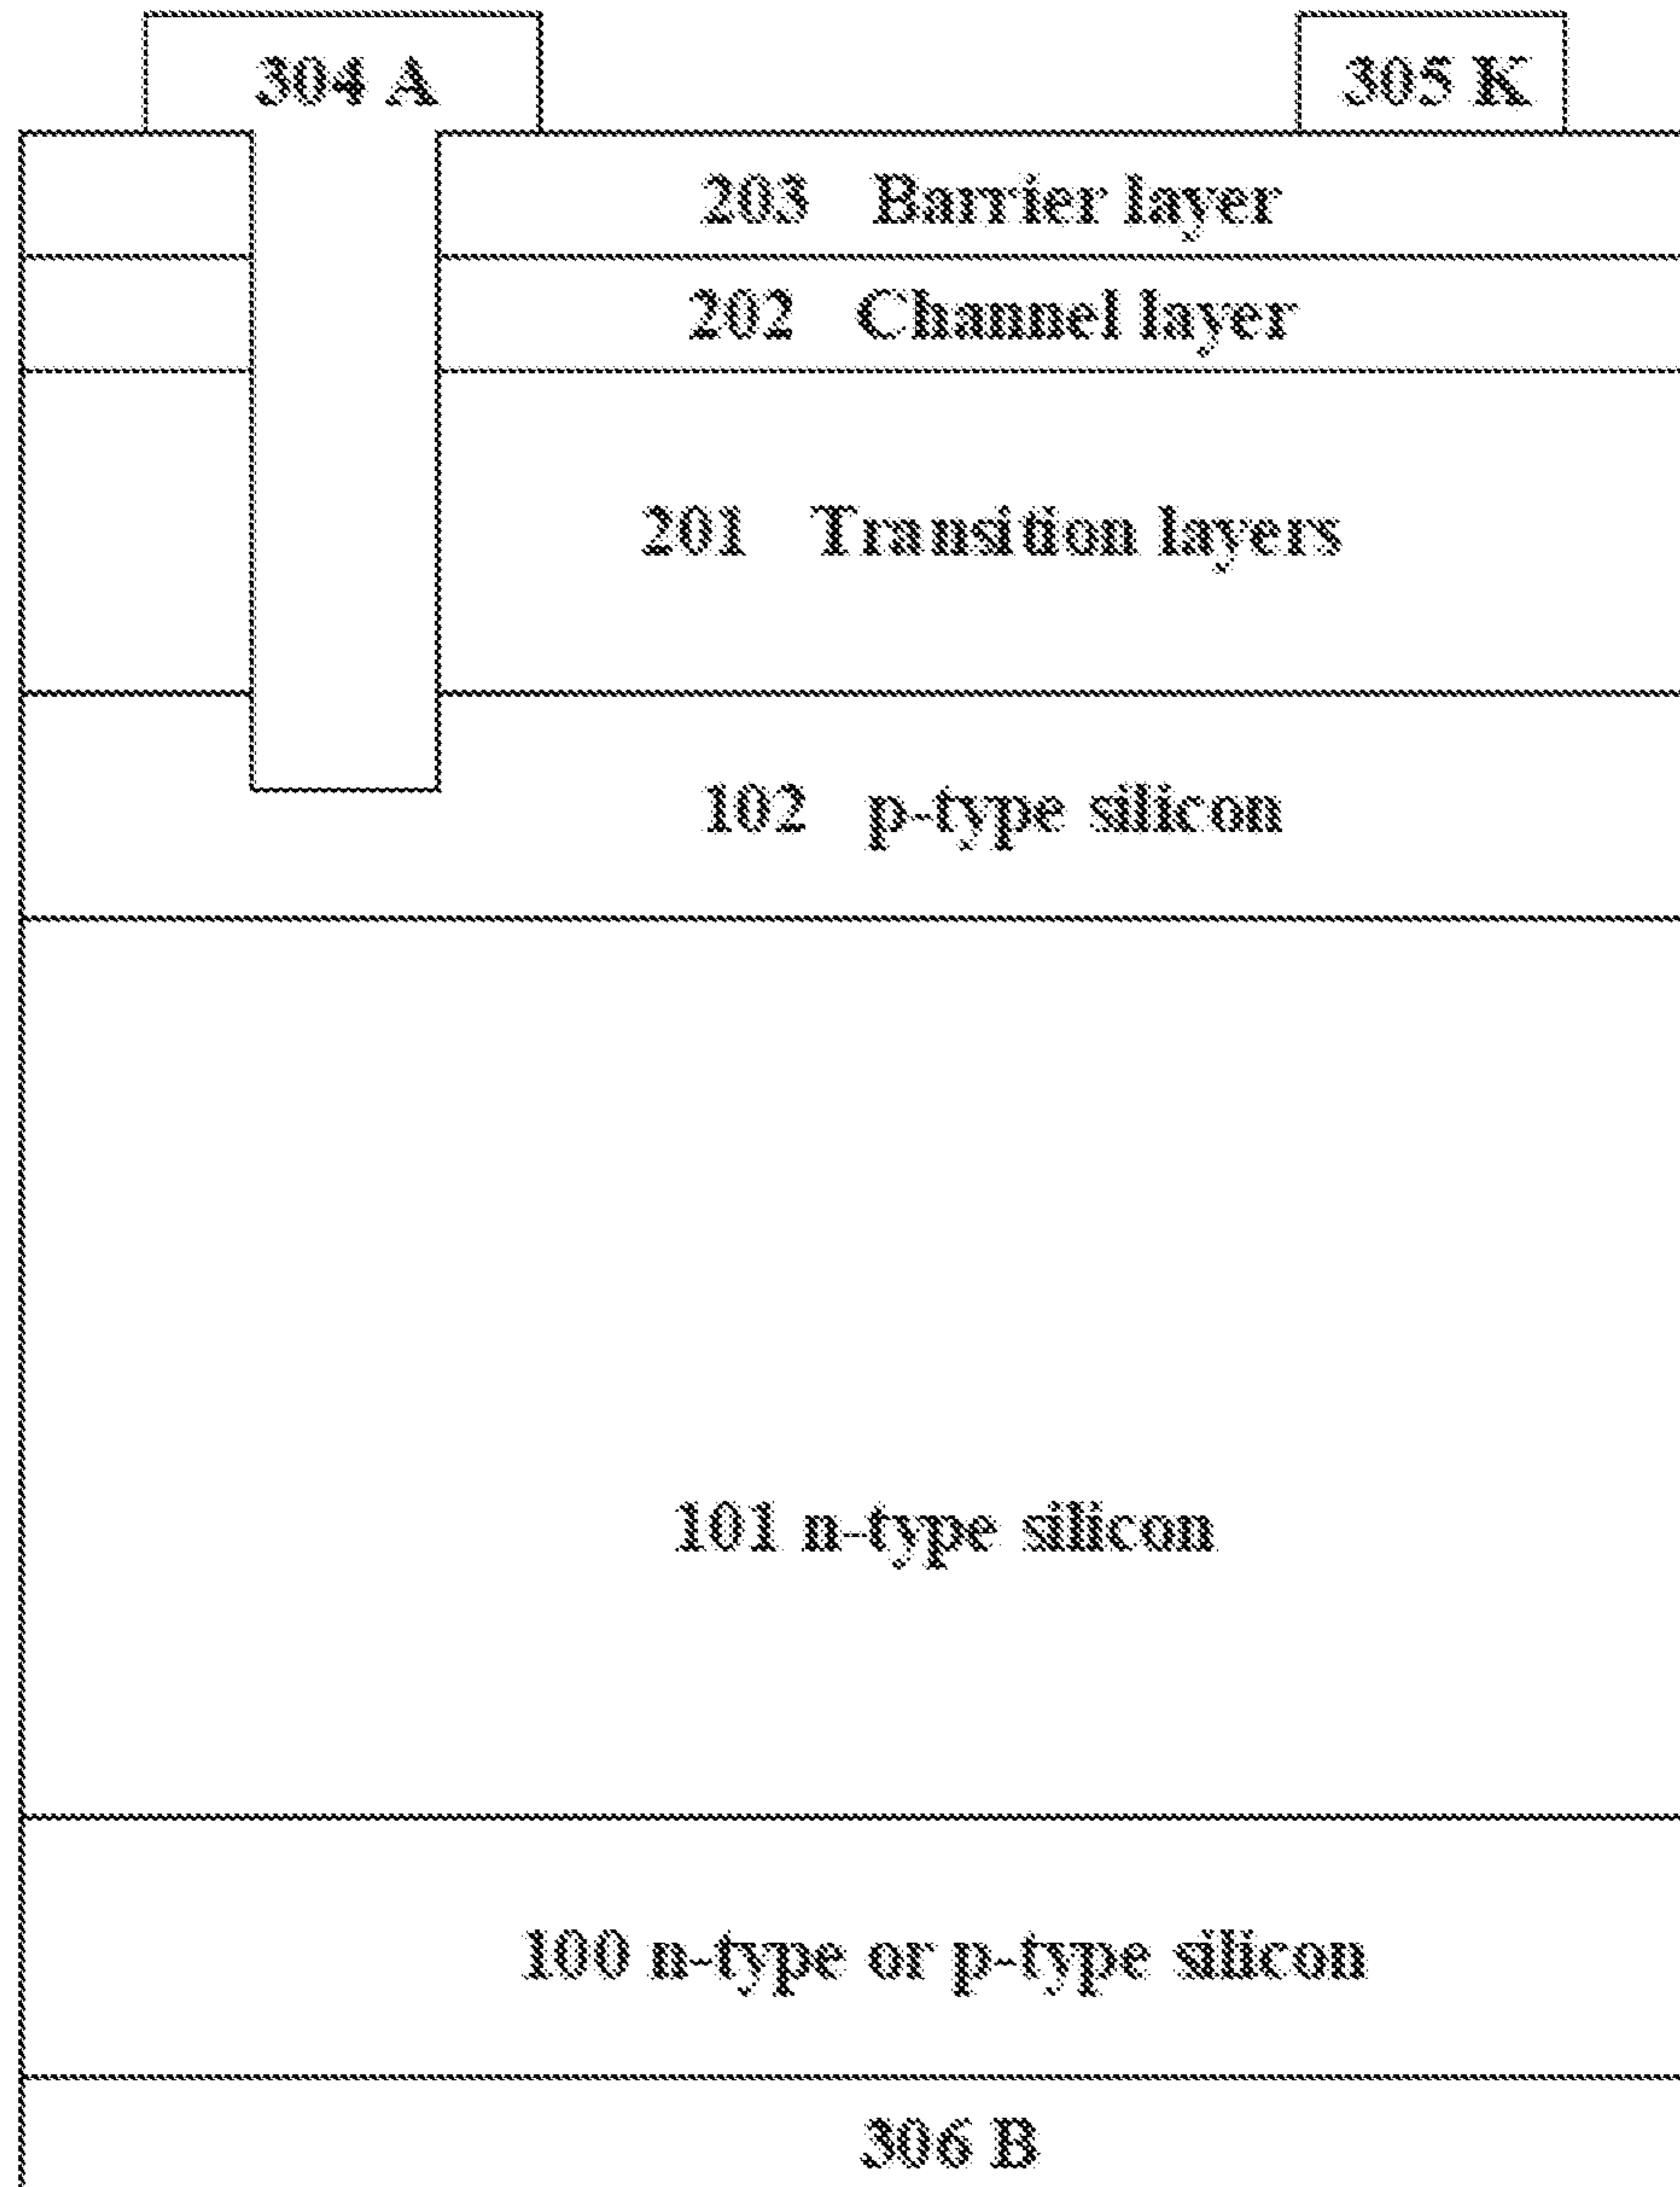 304 A
305 K
203 Barrier layer
202 Channel layer
201 Transition layers
102 p-type silicon
101 n-type silicon
100 n-type or p-type silicon
306 B